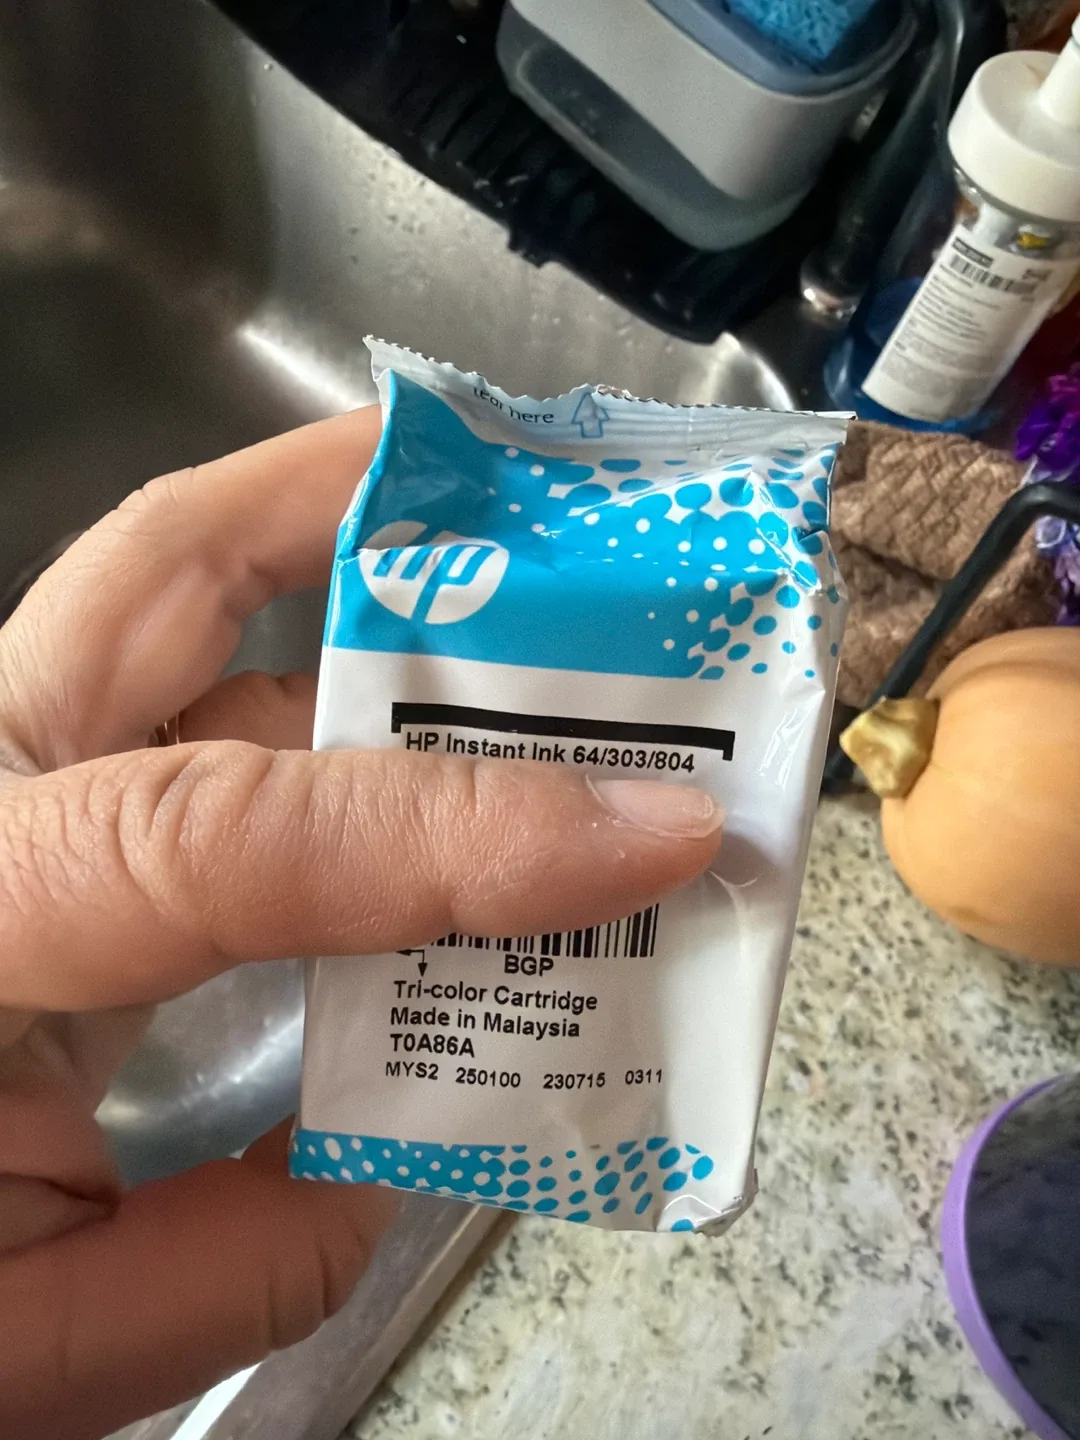 tear here
hp
HP Instant Ink 64/303/804
BGP
Tri-color Cartridge
Made in Malaysia
T0A86A
MYS2 250100 230715 0311